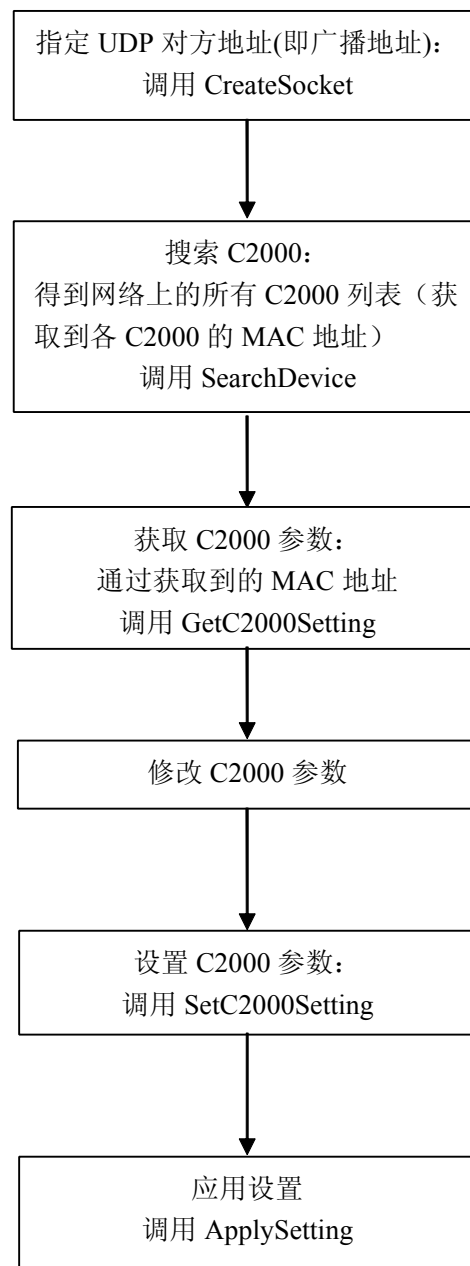 指定 UDP 对方地址(即广播地址)：
调用 CreateSocket
搜索 C2000：
得到网络上的所有 C2000 列表（获
取到各 C2000 的 MAC 地址）
调用 SearchDevice
获取 C2000 参数：
通过获取到的 MAC 地址
调用 GetC2000Setting
修改 C2000 参数
设置 C2000 参数：
调用 SetC2000Setting
应用设置
调用 ApplySetting